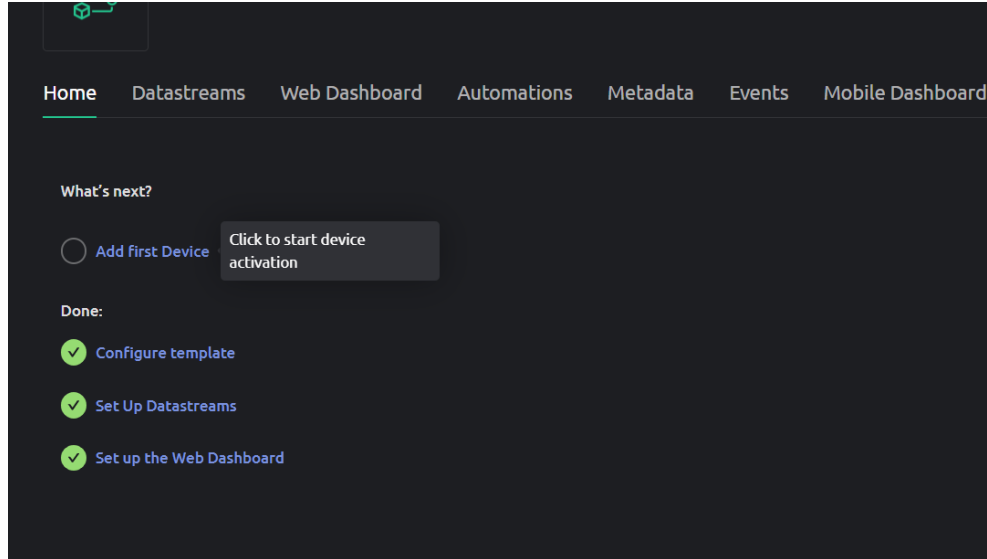 Home Datastreams Web Dashboard Automations Metadata Events Mobile Dashboard
What's next?
Add first Device
Click to start device
activation
Done:
Configure template
Set Up Datastreams
Set up the Web Dashboard